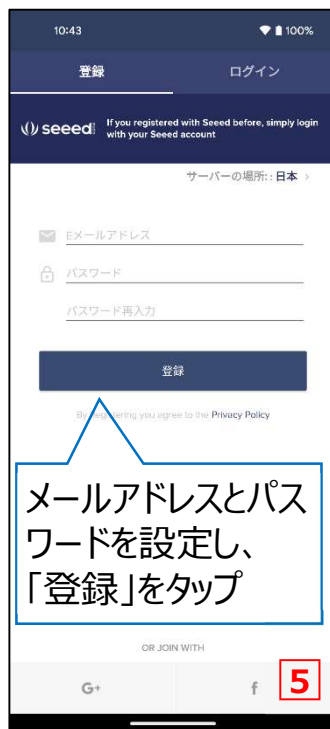 10:43 100%
登録 ログイン
seeed If you registered with Seeed before, simply login
with your Seeed account
サーバーの場所:: 日本 >
Eメールアドレス
パスワード
パスワード再入力
登録
By registering you agree to the Privacy Policy
メールアドレスとパス
ワードを設定し、
「登録」をタップ
OR JOIN WITH
G+ f 5